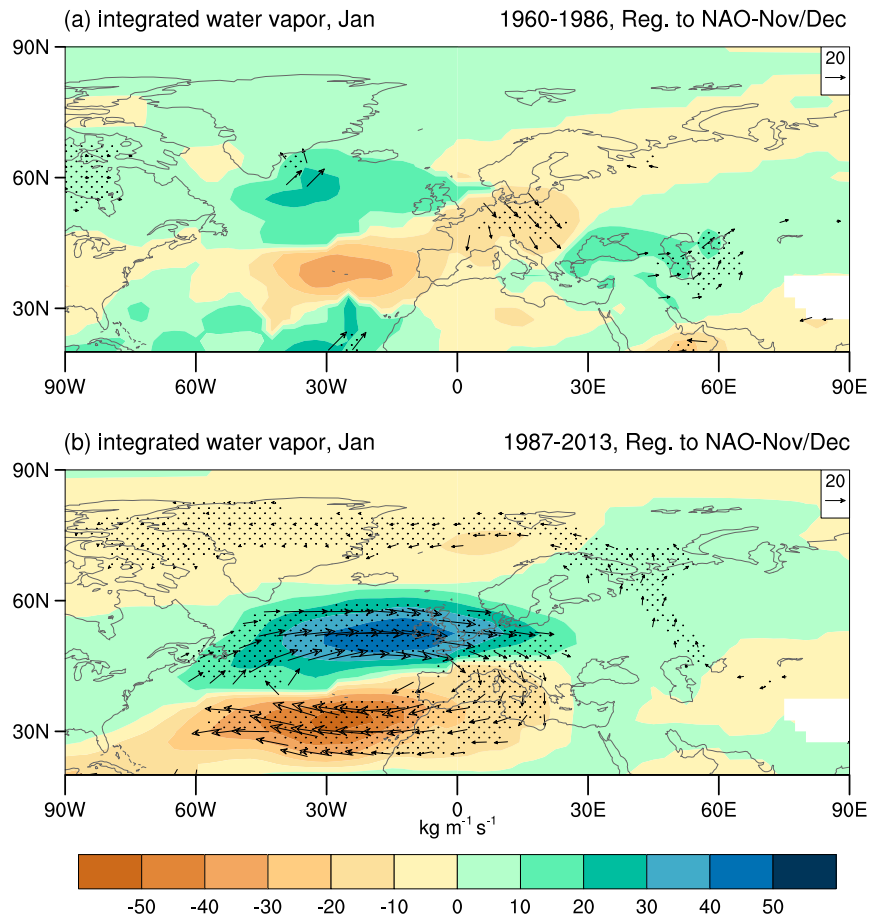 (a) integrated water vapor, Jan 1960-1986, Reg. to NAO-Nov/Dec
90N
20
60N
30N
90W 60W 30W 0 30E 60E 90E
(b) integrated water vapor, Jan 1987-2013, Reg. to NAO-Nov/Dec
90N
20
60N
30N
90W 60W 30W 0 30E 60E 90E
kg m⁻¹ s⁻¹
-50 -40 -30 -20 -10 0 10 20 30 40 50